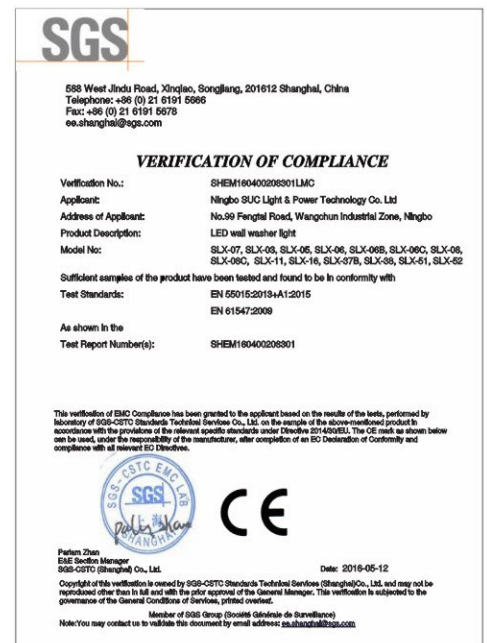 SGS
588 West Jindu Road, Xinqiao, Songjiang, 201612 Shanghai, China
Telephone: +86 (0) 21 6191 5666
Fax: +86 (0) 21 6191 5678
ee.shanghai@sgs.com
VERIFICATION OF COMPLIANCE
Verification No.: SHEM160400208301LMC
Applicant: Ningbo SUC Light & Power Technology Co. Ltd
Address of Applicant: No.99 Fengtai Road, Wangchun Industrial Zone, Ningbo
Product Description: LED wall washer light
Model No: SLX-07, SLX-03, SLX-05, SLX-06, SLX-06B, SLX-06C, SLX-08,
SLX-08C, SLX-11, SLX-16, SLX-37B, SLX-38, SLX-51, SLX-52
Sufficient samples of the product have been tested and found to be in conformity with
Test Standards: EN 55015:2013+A1:2015
EN 61547:2009
As shown in the
Test Report Number(s): SHEM160400208301
This verification of EMC Compliance has been granted to the applicant based on the results of the tests, performed by
laboratory of SGS-CSTC Standards Technical Services Co., Ltd. on the sample of the above-mentioned product in
accordance with the provisions of the relevant specific standards under Directive 2014/30/EU. The CE mark as shown below
can be used, under the responsibility of the manufacturer, after completion of an EC Declaration of Conformity and
compliance with all relevant EC Directives.
SGS-CSTC EMC LAB
SGS
上海
SHANGHAI
CE
Parlam Zhan
E&E Section Manager
SGS-CSTC (Shanghai) Co., Ltd.
Date: 2016-05-12
Copyright of this verification is owned by SGS-CSTC Standards Technical Services (Shanghai)Co., Ltd. and may not be
reproduced other than in full and with the prior approval of the General Manager. This verification is subjected to the
governance of the General Conditions of Services, printed overleaf.
Member of SGS Group (Société Générale de Surveillance)
Note:You may contact us to validate this document by email address: ee.shanghai@sgs.com